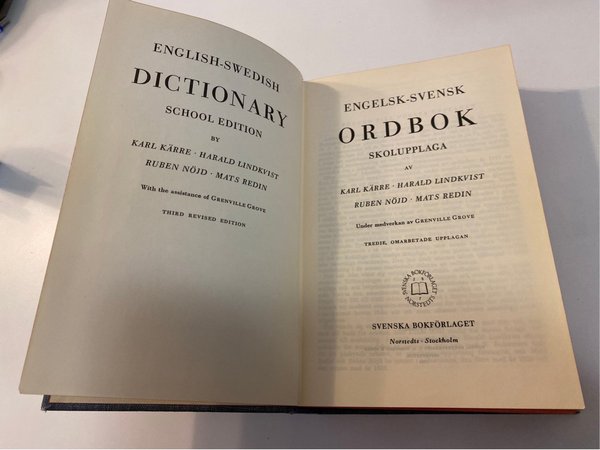 ENGLISH-SWEDISH
DICTIONARY
SCHOOL EDITION
BY
KARL KÄRRE · HARALD LINDKVIST
RUBEN NÖJD · MATS REDIN
With the assistance of GRENVILLE GROVE
THIRD REVISED EDITION
ENGELSK-SVENSK
ORDBOK
SKOLUPPLAGA
AV
KARL KÄRRE · HARALD LINDKVIST
RUBEN NÖJD · MATS REDIN
Under medverkan av GRENVILLE GROVE
TREDJE, OMARBETADE UPPLAGAN
SVENSKA BOKFÖRLAGET
NORSTEDTS
SVENSKA BOKFÖRLAGET
Norstedts - Stockholm